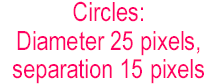 Circles:
Diameter 25 pixels,
separation 15 pixels